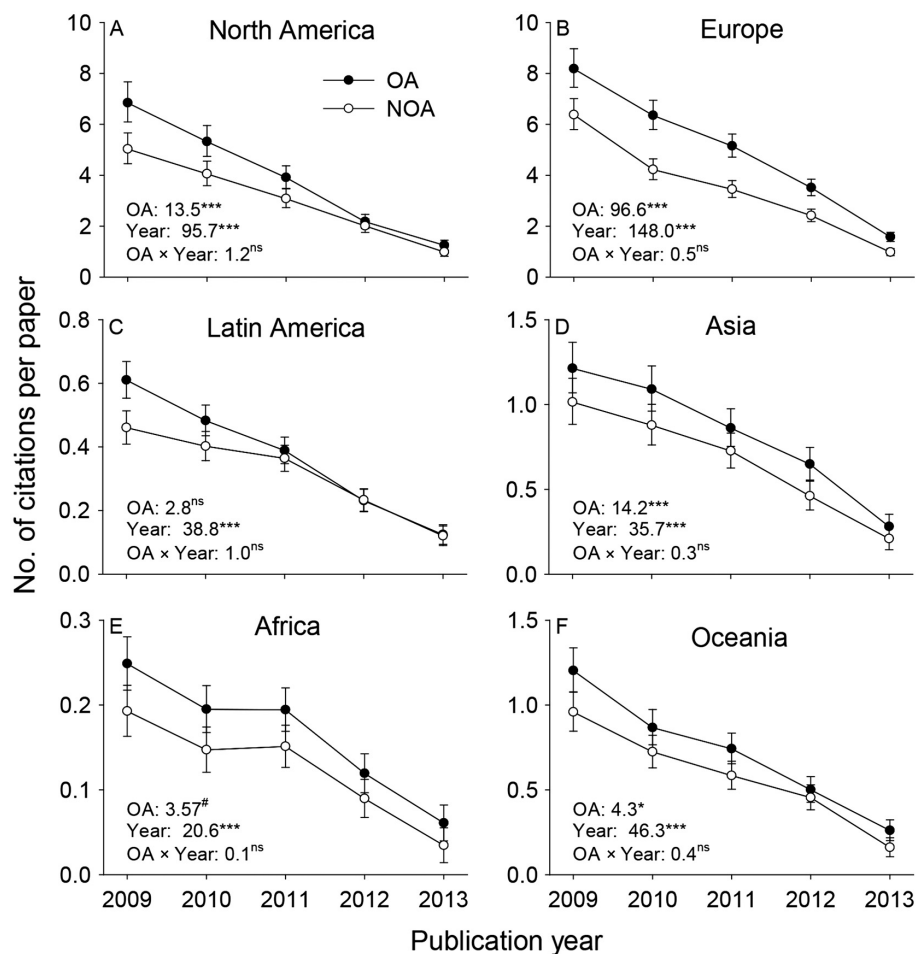 No. of citations per paper
A
North America
10
8
6
4
2
0
OA
NOA
OA: 13.5***
Year: 95.7***
OA × Year: 1.2ns
B
Europe
10
8
6
4
2
0
OA: 96.6***
Year: 148.0***
OA × Year: 0.5ns
C
Latin America
0.8
0.6
0.4
0.2
0.0
OA: 2.8ns
Year: 38.8***
OA × Year: 1.0ns
D
Asia
1.5
1.0
0.5
0.0
OA: 14.2***
Year: 35.7***
OA × Year: 0.3ns
E
Africa
0.3
0.2
0.1
0.0
OA: 3.57#
Year: 20.6***
OA × Year: 0.1ns
2009 2010 2011 2012 2013
F
Oceania
1.5
1.0
0.5
0.0
OA: 4.3*
Year: 46.3***
OA × Year: 0.4ns
2009 2010 2011 2012 2013
Publication year